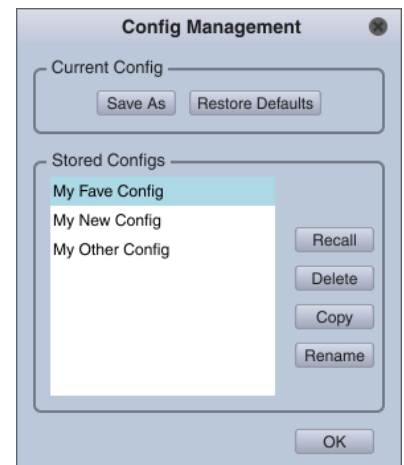 Config Management
Current Config
Save As Restore Defaults
Stored Configs
My Fave Config
My New Config
My Other Config
Recall
Delete
Copy
Rename
OK